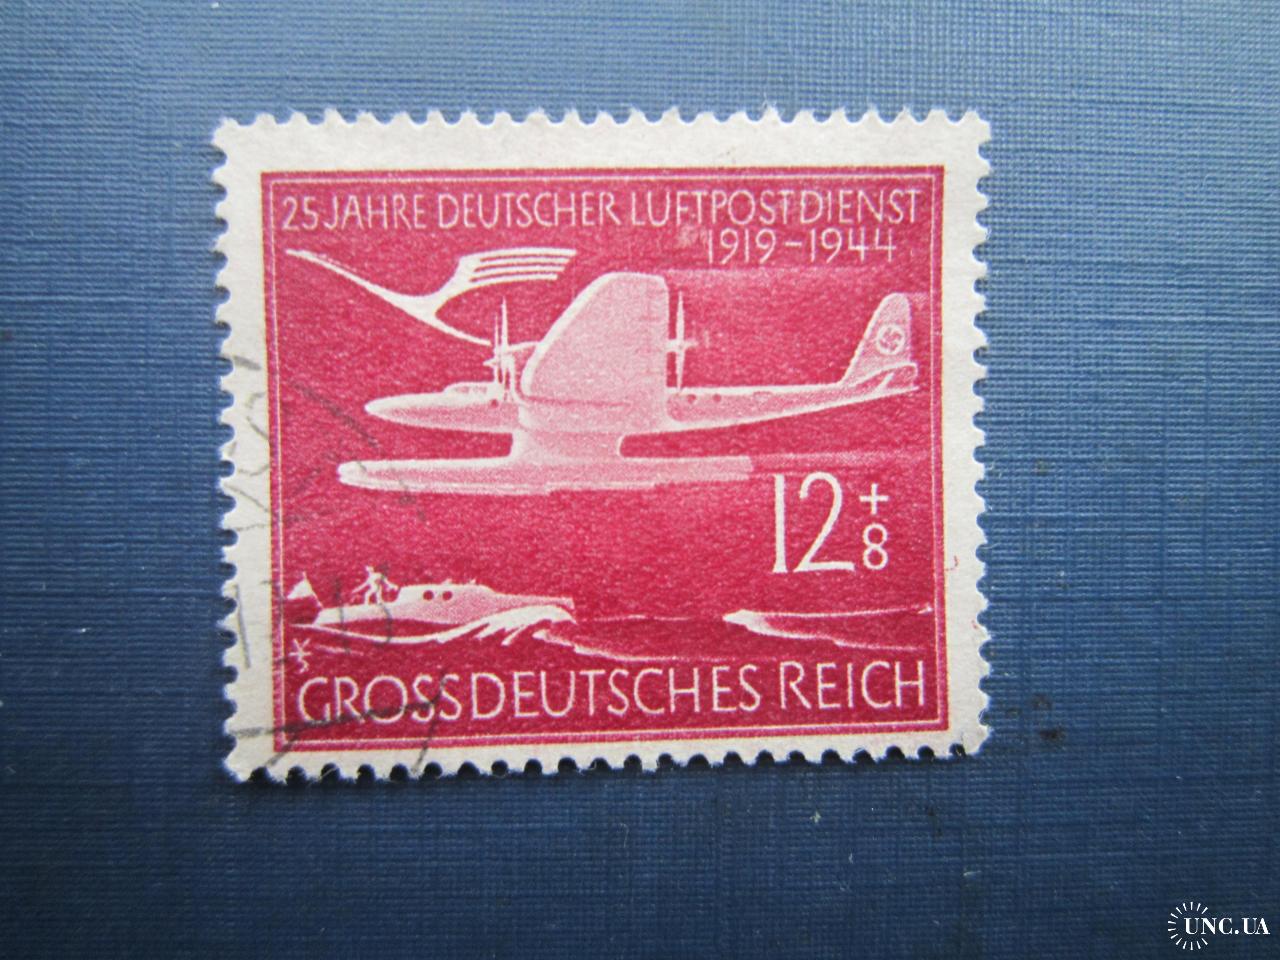 25 JAHRE DEUTSCHER LUFTPOSTDIENST
1919-1944
12 + 8
GROSSDEUTSCHES REICH
UNC.UA